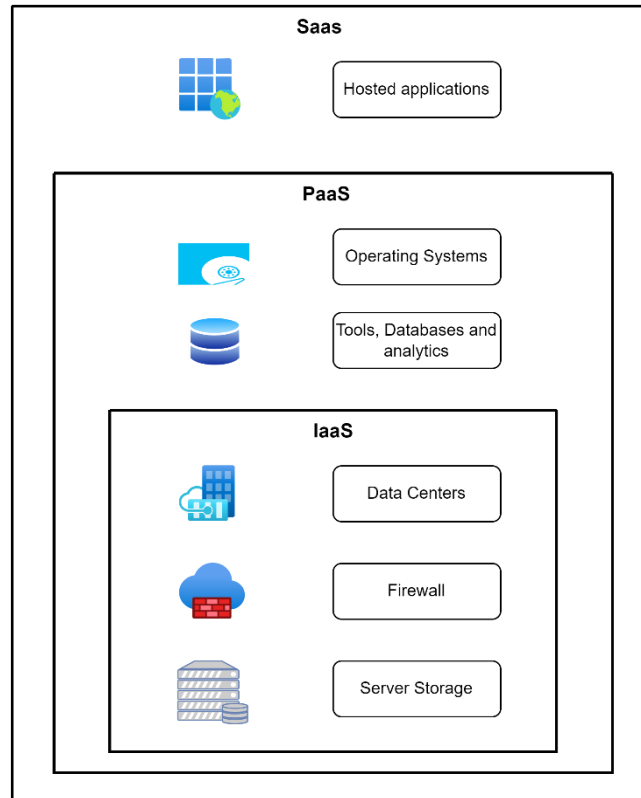 Saas
Hosted applications
PaaS
Operating Systems
Tools, Databases and
analytics
IaaS
Data Centers
Firewall
Server Storage